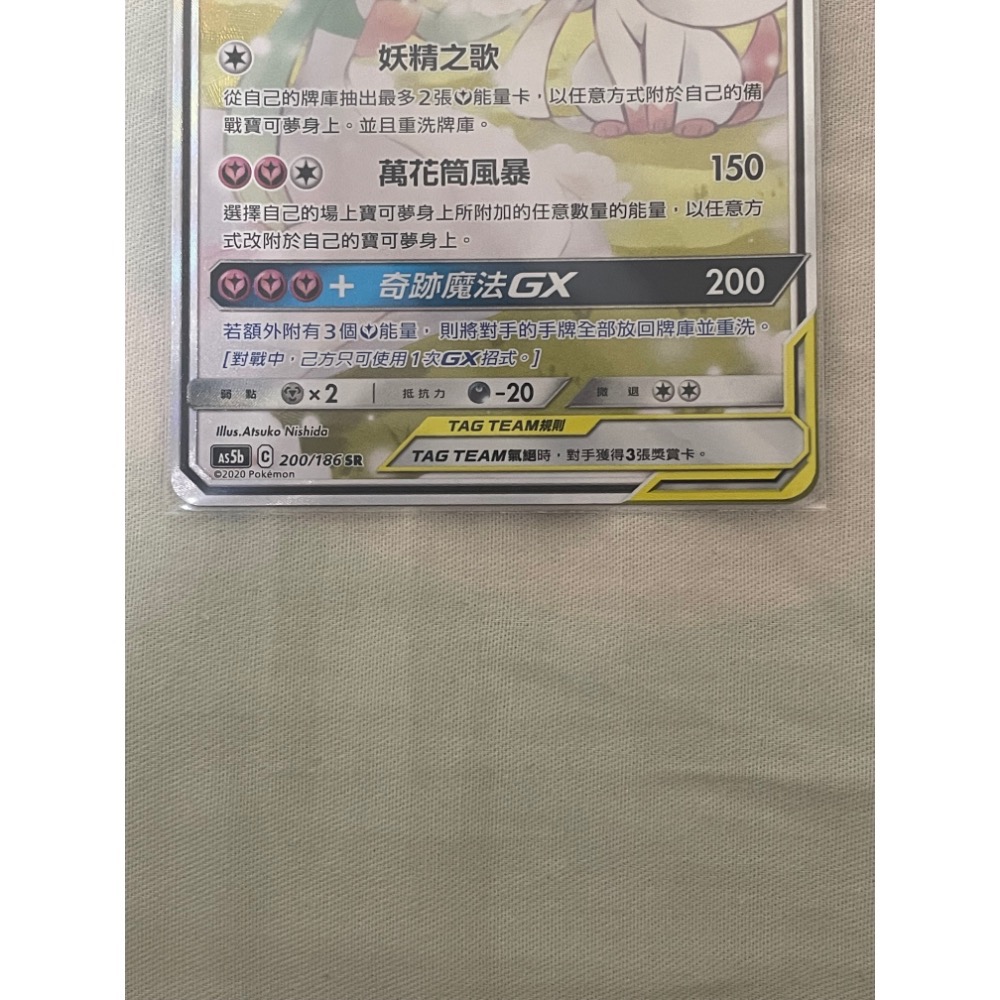 妖精之歌
從自己的牌庫抽出最多2張能量卡，以任意方式附於自己的備
戰寶可夢身上。並且重洗牌庫。
萬花筒風暴 150
選擇自己的場上寶可夢身上所附加的任意數量的能量，以任意方
式改附於自己的寶可夢身上。
+ 奇跡魔法GX 200
若額外附有3個能量，則將對手的手牌全部放回牌庫並重洗。
[對戰中，己方只可使用1次GX招式。]
弱點 ×2 抵抗力 -20 撤退
Illus.Atsuko Nishida
TAG TEAM規則
AS5b C 200/186 SR
TAG TEAM氣絕時，對手獲得3張獎賞卡。
©2020 Pokémon